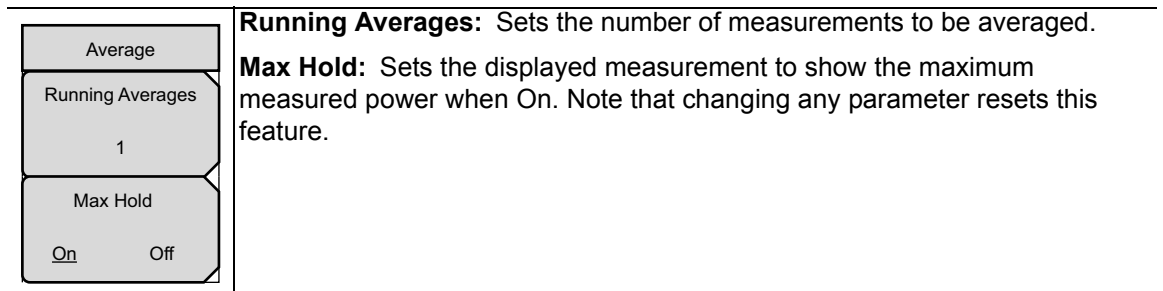 Average
Running Averages
1
Max Hold
On Off
Running Averages: Sets the number of measurements to be averaged.
Max Hold: Sets the displayed measurement to show the maximum
measured power when On. Note that changing any parameter resets this
feature.